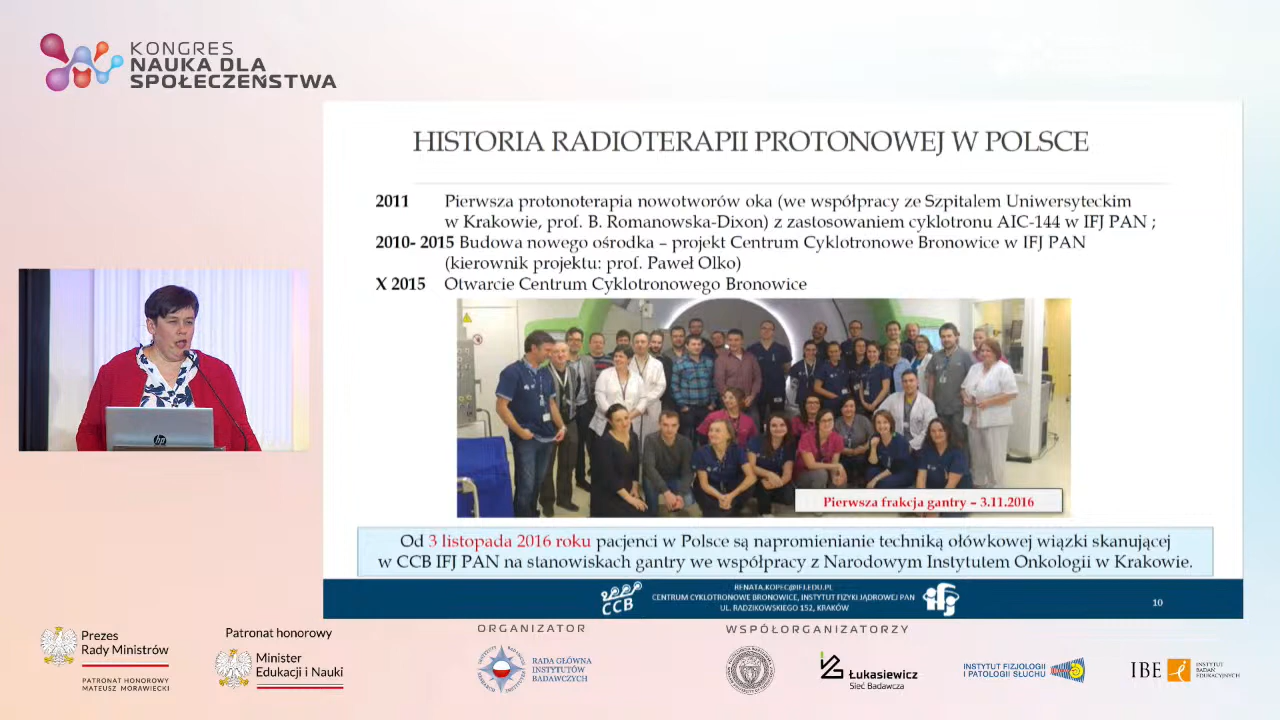 KONGRES
NAUKA DLA
SPOŁECZEŃSTWA
HISTORIA RADIOTERAPII PROTONOWEJ W POLSCE
2011 Pierwsza protonoterapia nowotworów oka (we współpracy ze Szpitalem Uniwersyteckim
w Krakowie, prof. B. Romanowska-Dixon) z zastosowaniem cyklotronu AIC-144 w IFJ PAN ;
2010- 2015 Budowa nowego ośrodka – projekt Centrum Cyklotronowe Bronowice w IFJ PAN
(kierownik projektu: prof. Paweł Olko)
X 2015 Otwarcie Centrum Cyklotronowego Bronowice
hp
Pierwsza frakcja gantry – 3.11.2016
Od 3 listopada 2016 roku pacjenci w Polsce są napromienianie techniką ołówkowej wiązki skanującej
w CCB IFJ PAN na stanowiskach gantry we współpracy z Narodowym Instytutem Onkologii w Krakowie.
CCB
RENATA.KOPEC@IFJ.EDU.PL
CENTRUM CYKLOTRONOWE BRONOWICE, INSTYTUT FIZYKI JĄDROWEJ PAN
UL. RADZIKOWSKIEGO 152, KRAKÓW
ifj
10
Prezes
Rady Ministrów
PATRONAT HONOROWY
MATEUSZ MORAWIECKI
Patronat honorowy
Minister
Edukacji i Nauki
ORGANIZATOR
RADA GŁÓWNA
INSTYTUTÓW
BADAWCZYCH
WSPÓŁORGANIZATORZY
Łukasiewicz
Sieć Badawcza
INSTYTUT FIZJOLOGII
I PATOLOGII SŁUCHU
IBE
INSTYTUT
BADAŃ
EDUKACYJNYCH